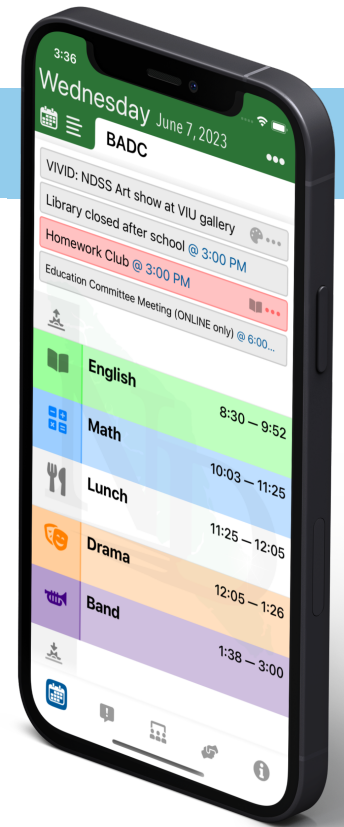 3:36
Wednesday June 7, 2023
BADC
VIVID: NDSS Art show at VIU gallery
Library closed after school @ 3:00 PM
Homework Club @ 3:00 PM
Education Committee Meeting (ONLINE only) @ 6:00...
English
8:30 — 9:52
Math
10:03 — 11:25
Lunch
11:25 — 12:05
Drama
12:05 — 1:26
Band
1:38 — 3:00